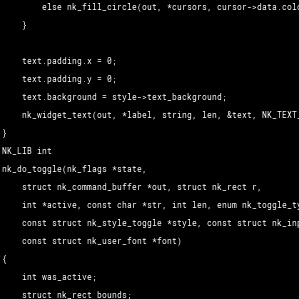 else nk_fill_circle(out, *cursors, cursor->data.colo
}
text.padding.x = 0;
text.padding.y = 0;
text.background = style->text_background;
nk_widget_text(out, *label, string, len, &text, NK_TEXT_
}
NK_LIB int
nk_do_toggle(nk_flags *state,
struct nk_command_buffer *out, struct nk_rect r,
int *active, const char *str, int len, enum nk_toggle_ty
const struct nk_style_toggle *style, const struct nk_inp
const struct nk_user_font *font)
{
int was_active;
struct nk_rect bounds;